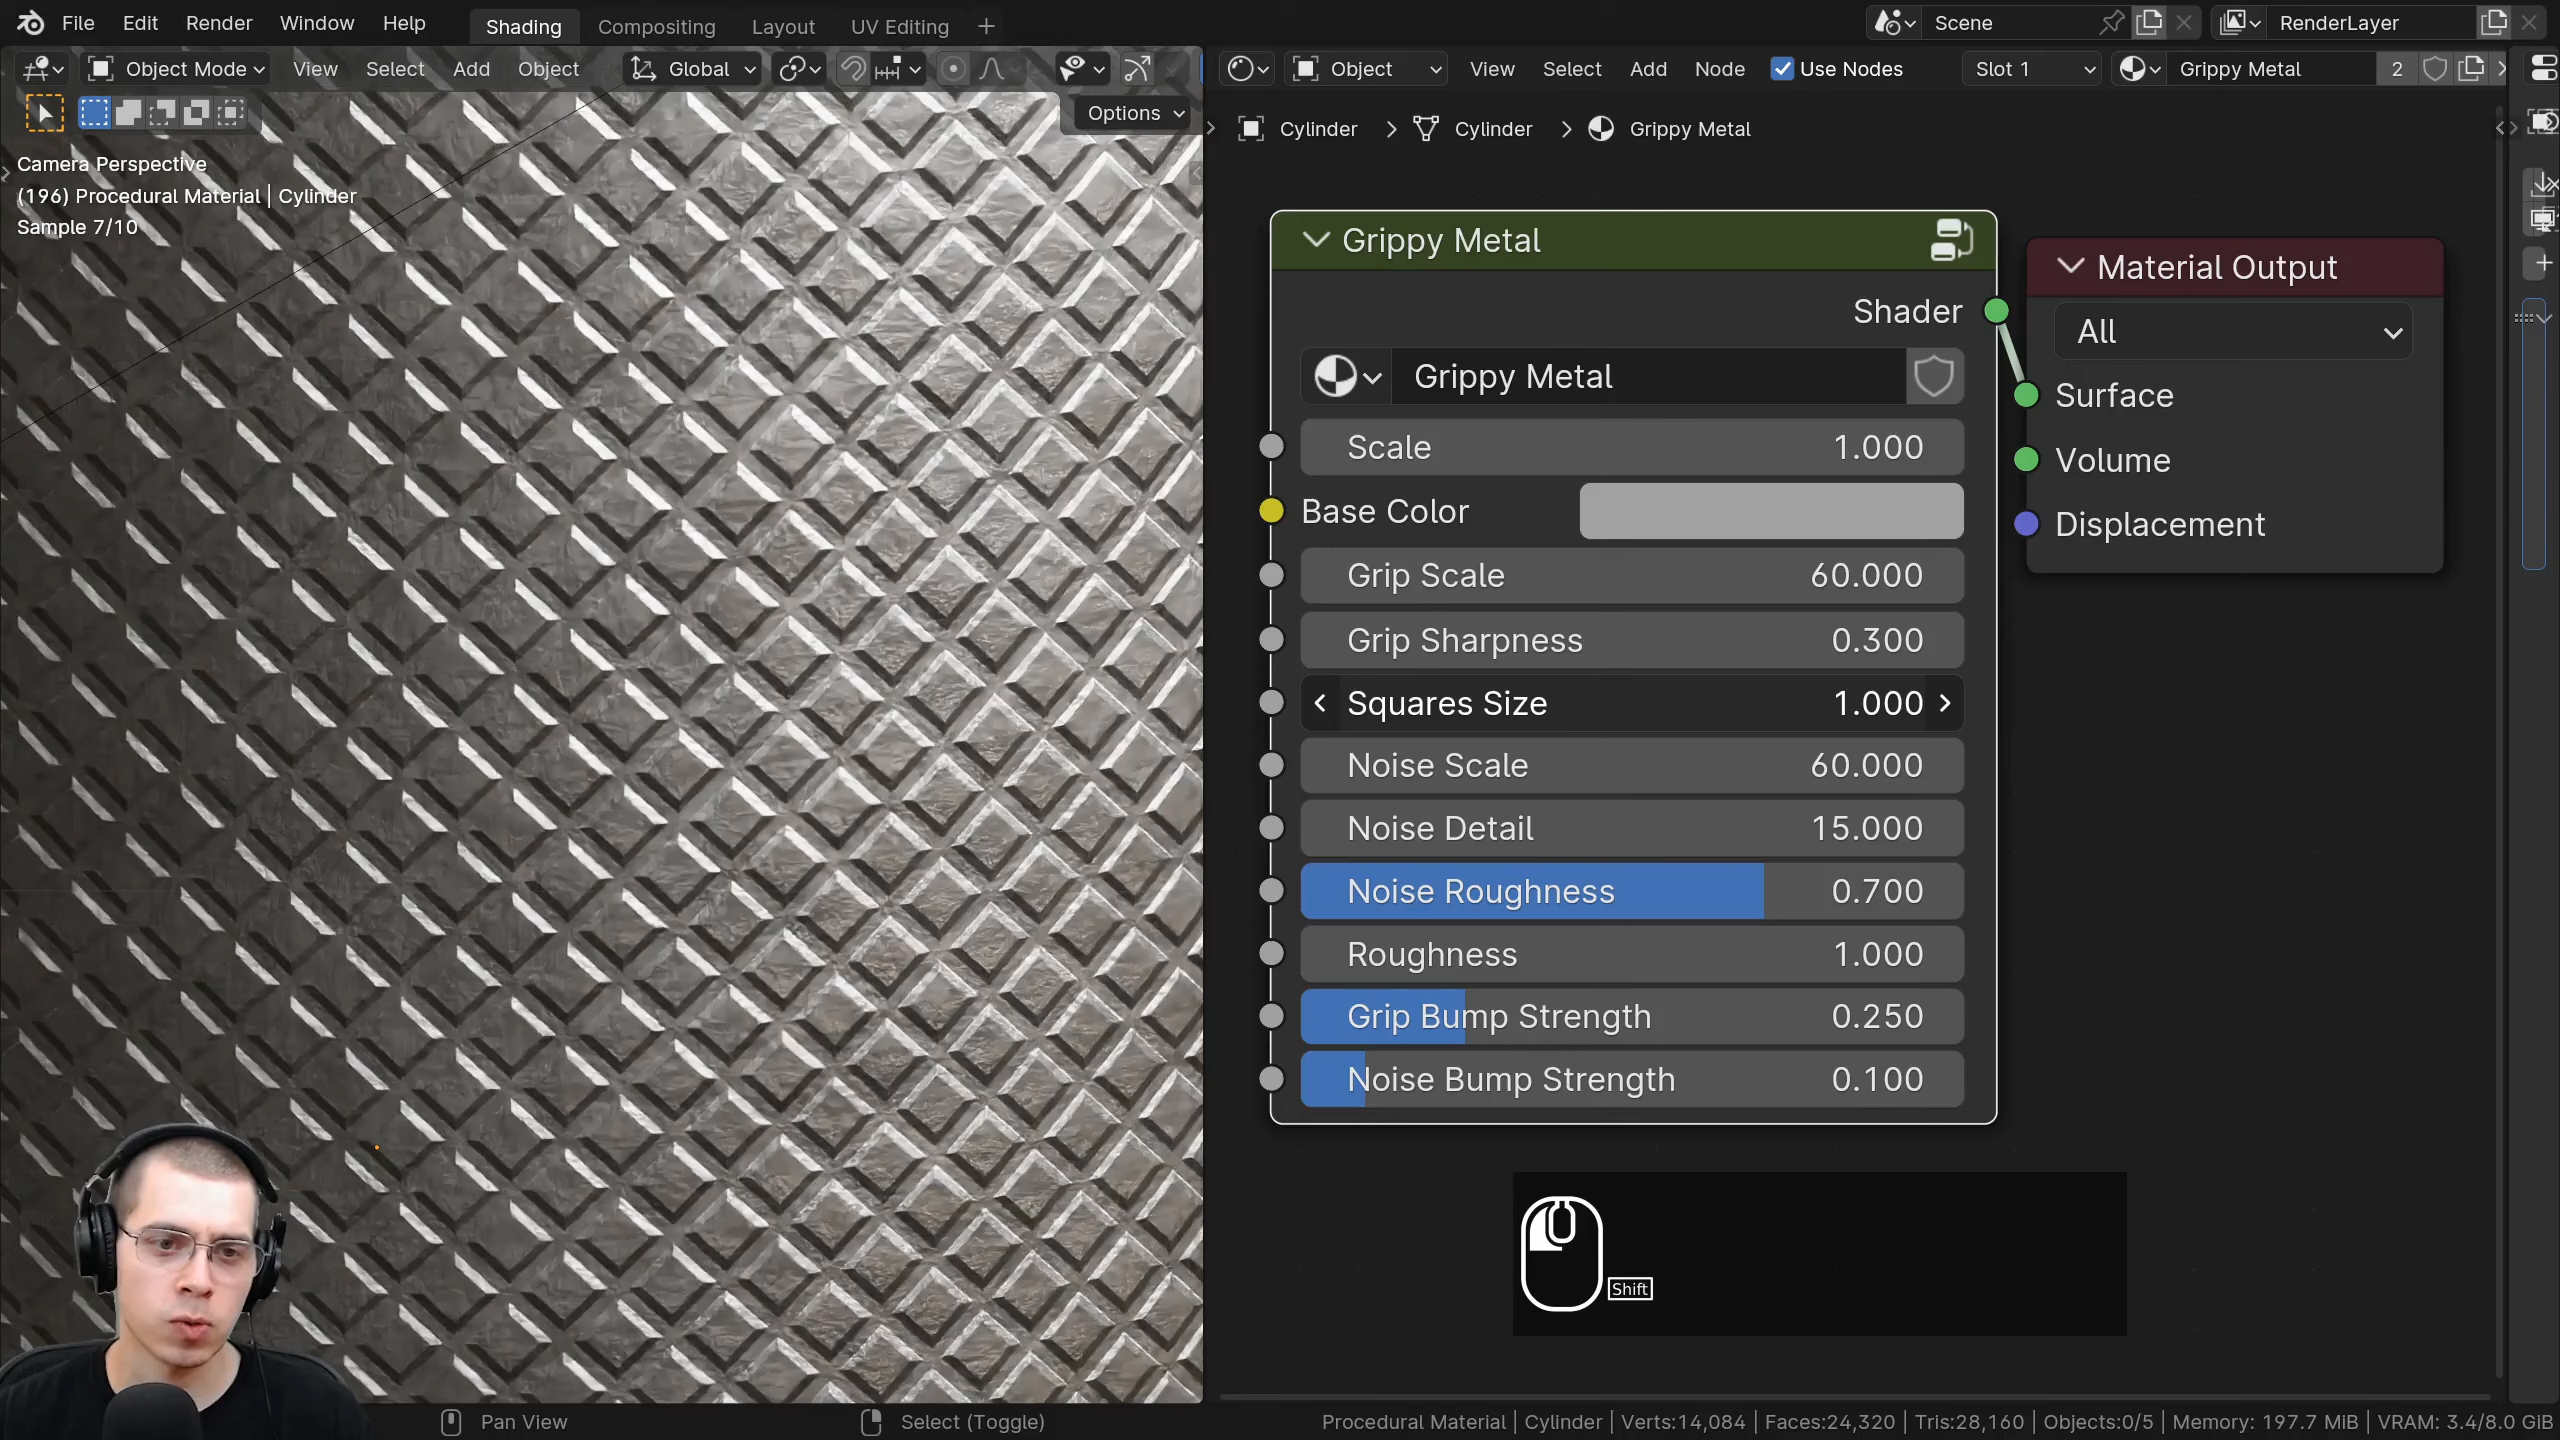 File Edit Render Window Help Shading Compositing Layout UV Editing + Scene RenderLayer
Object Mode View Select Add Object Global Object View Select Add Node Use Nodes Slot 1 Grippy Metal 2
Options
Cylinder > Cylinder > Grippy Metal
Camera Perspective
(196) Procedural Material | Cylinder
Sample 7/10
Grippy Metal
Shader
Grippy Metal
Scale 1.000
Base Color
Grip Scale 60.000
Grip Sharpness 0.300
Squares Size 1.000
Noise Scale 60.000
Noise Detail 15.000
Noise Roughness 0.700
Roughness 1.000
Grip Bump Strength 0.250
Noise Bump Strength 0.100
Material Output
All
Surface
Volume
Displacement
Shift
Pan View Select (Toggle) Procedural Material | Cylinder | Verts:14,084 | Faces:24,320 | Tris:28,160 | Objects:0/5 | Memory: 197.7 MiB | VRAM: 3.4/8.0 GiB